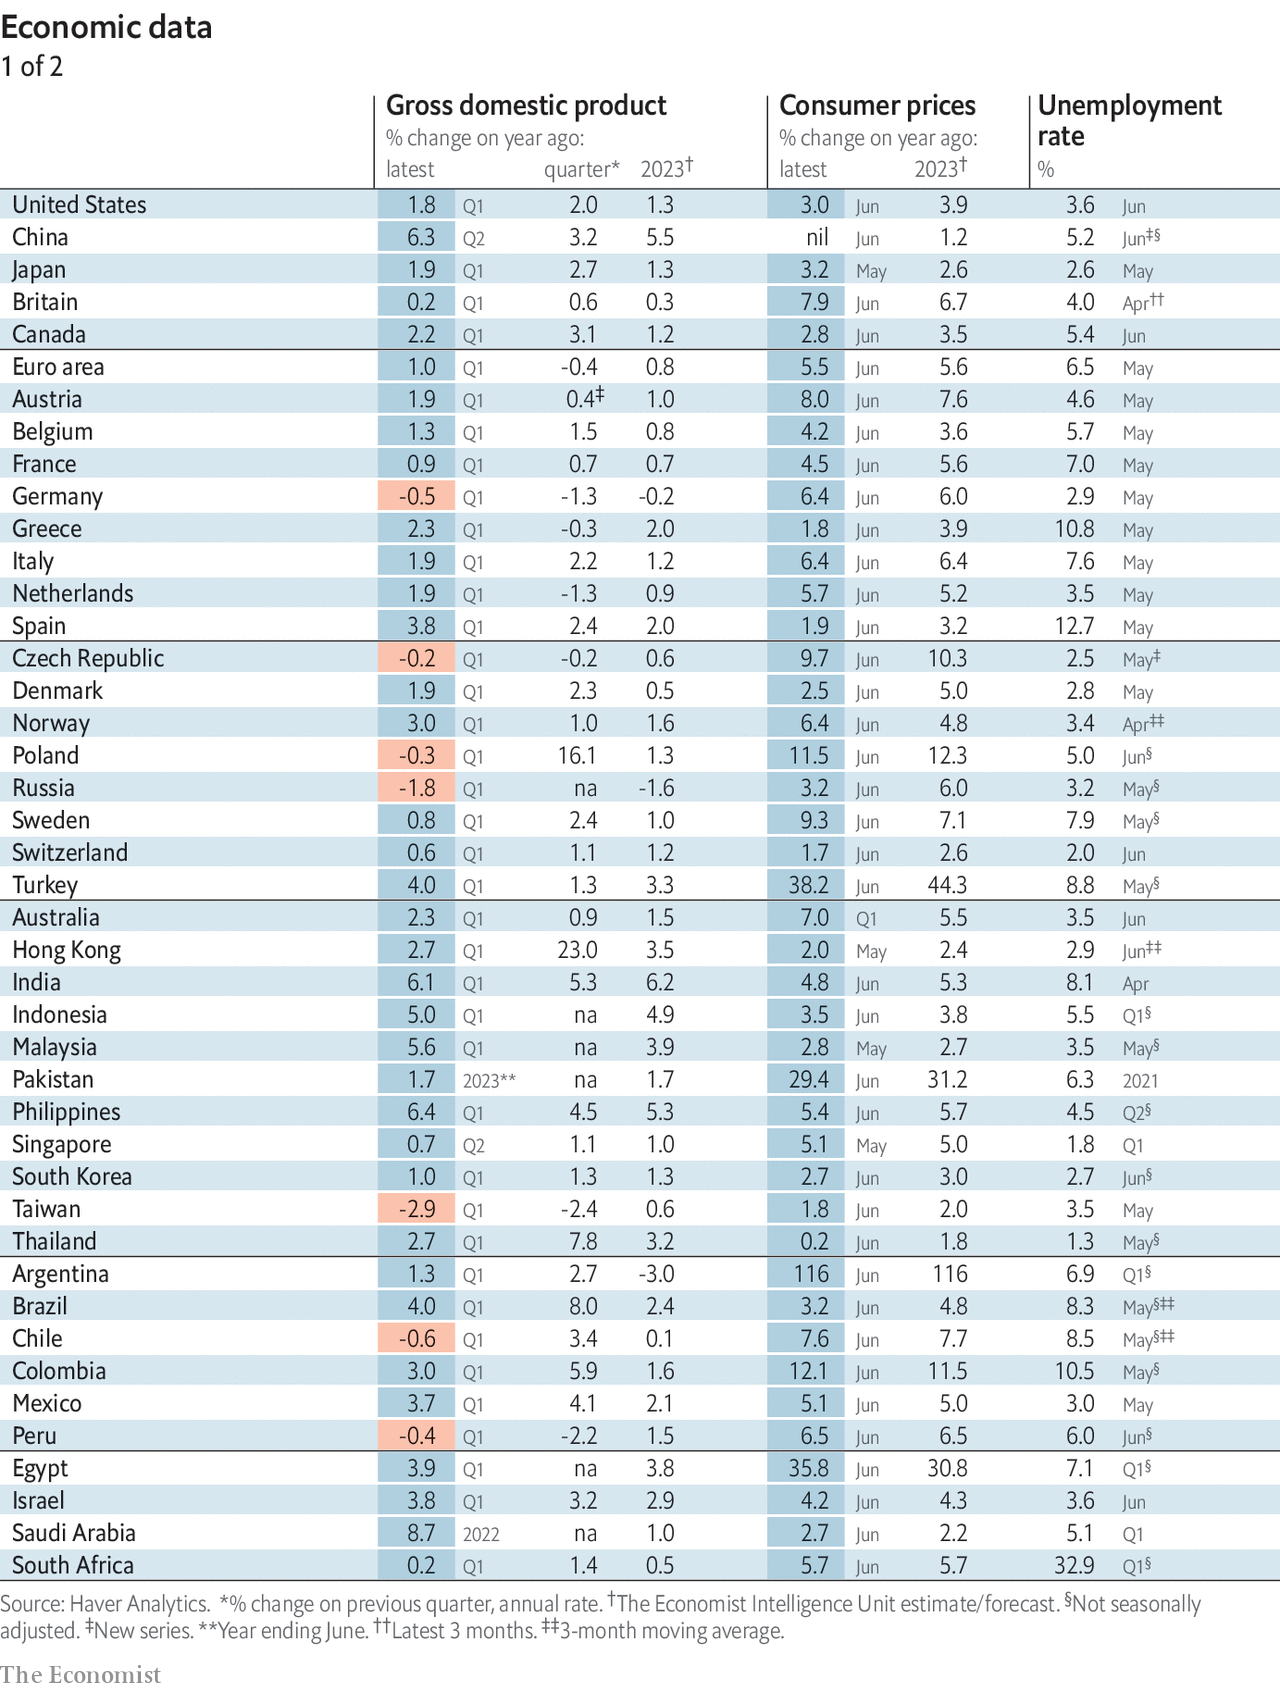 Economic data
1 of 2
Gross domestic product Consumer prices Unemployment
% change on year ago: % change on year ago: rate
latest quarter* 2023† latest 2023† %
United States 1.8 Q1 2.0 1.3 3.0 Jun 3.9 3.6 Jun
China 6.3 Q2 3.2 5.5 nil Jun 1.2 5.2 Jun‡§
Japan 1.9 Q1 2.7 1.3 3.2 May 2.6 2.6 May
Britain 0.2 Q1 0.6 0.3 7.9 Jun 6.7 4.0 Apr††
Canada 2.2 Q1 3.1 1.2 2.8 Jun 3.5 5.4 Jun
Euro area 1.0 Q1 -0.4 0.8 5.5 Jun 5.6 6.5 May
Austria 1.9 Q1 0.4‡ 1.0 8.0 Jun 7.6 4.6 May
Belgium 1.3 Q1 1.5 0.8 4.2 Jun 3.6 5.7 May
France 0.9 Q1 0.7 0.7 4.5 Jun 5.6 7.0 May
Germany -0.5 Q1 -1.3 -0.2 6.4 Jun 6.0 2.9 May
Greece 2.3 Q1 -0.3 2.0 1.8 Jun 3.9 10.8 May
Italy 1.9 Q1 2.2 1.2 6.4 Jun 6.4 7.6 May
Netherlands 1.9 Q1 -1.3 0.9 5.7 Jun 5.2 3.5 May
Spain 3.8 Q1 2.4 2.0 1.9 Jun 3.2 12.7 May
Czech Republic -0.2 Q1 -0.2 0.6 9.7 Jun 10.3 2.5 May‡
Denmark 1.9 Q1 2.3 0.5 2.5 Jun 5.0 2.8 May
Norway 3.0 Q1 1.0 1.6 6.4 Jun 4.8 3.4 Apr‡‡
Poland -0.3 Q1 16.1 1.3 11.5 Jun 12.3 5.0 Jun§
Russia -1.8 Q1 na -1.6 3.2 Jun 6.0 3.2 May§
Sweden 0.8 Q1 2.4 1.0 9.3 Jun 7.1 7.9 May§
Switzerland 0.6 Q1 1.1 1.2 1.7 Jun 2.6 2.0 Jun
Turkey 4.0 Q1 1.3 3.3 38.2 Jun 44.3 8.8 May§
Australia 2.3 Q1 0.9 1.5 7.0 Q1 5.5 3.5 Jun
Hong Kong 2.7 Q1 23.0 3.5 2.0 May 2.4 2.9 Jun‡‡
India 6.1 Q1 5.3 6.2 4.8 Jun 5.3 8.1 Apr
Indonesia 5.0 Q1 na 4.9 3.5 Jun 3.8 5.5 Q1§
Malaysia 5.6 Q1 na 3.9 2.8 May 2.7 3.5 May§
Pakistan 1.7 2023** na 1.7 29.4 Jun 31.2 6.3 2021
Philippines 6.4 Q1 4.5 5.3 5.4 Jun 5.7 4.5 Q2§
Singapore 0.7 Q2 1.1 1.0 5.1 May 5.0 1.8 Q1
South Korea 1.0 Q1 1.3 1.3 2.7 Jun 3.0 2.7 Jun§
Taiwan -2.9 Q1 -2.4 0.6 1.8 Jun 2.0 3.5 May
Thailand 2.7 Q1 7.8 3.2 0.2 Jun 1.8 1.3 May§
Argentina 1.3 Q1 2.7 -3.0 116 Jun 116 6.9 Q1§
Brazil 4.0 Q1 8.0 2.4 3.2 Jun 4.8 8.3 May§‡‡
Chile -0.6 Q1 3.4 0.1 7.6 Jun 7.7 8.5 May§‡‡
Colombia 3.0 Q1 5.9 1.6 12.1 Jun 11.5 10.5 May§
Mexico 3.7 Q1 4.1 2.1 5.1 Jun 5.0 3.0 May
Peru -0.4 Q1 -2.2 1.5 6.5 Jun 6.5 6.0 Jun§
Egypt 3.9 Q1 na 3.8 35.8 Jun 30.8 7.1 Q1§
Israel 3.8 Q1 3.2 2.9 4.2 Jun 4.3 3.6 Jun
Saudi Arabia 8.7 2022 na 1.0 2.7 Jun 2.2 5.1 Q1
South Africa 0.2 Q1 1.4 0.5 5.7 Jun 5.7 32.9 Q1§
Source: Haver Analytics. *% change on previous quarter, annual rate. †The Economist Intelligence Unit estimate/forecast. §Not seasonally
adjusted. ‡New series. **Year ending June. ††Latest 3 months. ‡‡3-month moving average.
The Economist